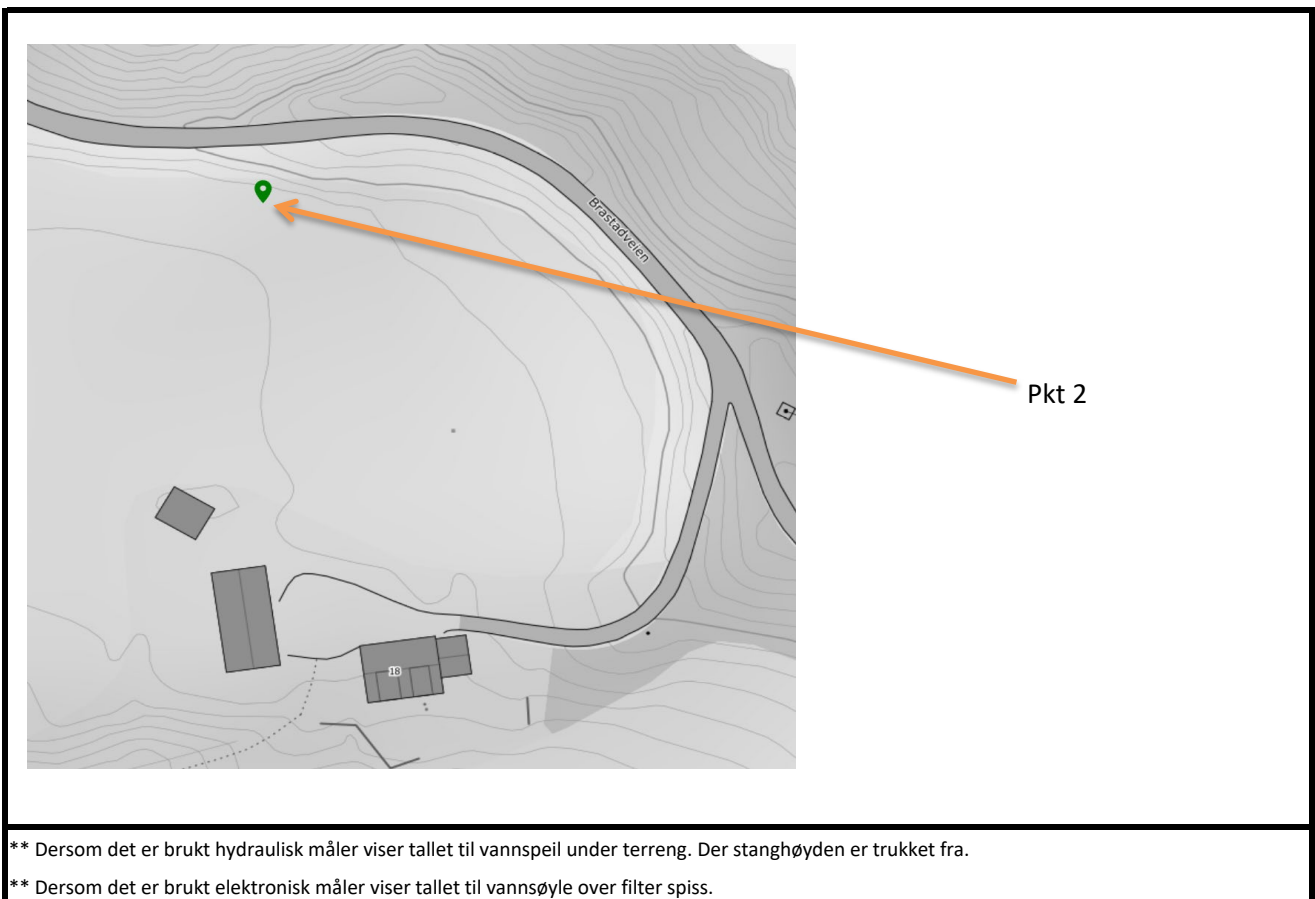 Brastadveien
Pkt 2
18
** Dersom det er brukt hydraulisk måler viser tallet til vannspeil under terreng. Der stanghøyden er trukket fra.
** Dersom det er brukt elektronisk måler viser tallet til vannsøyle over filter spiss.